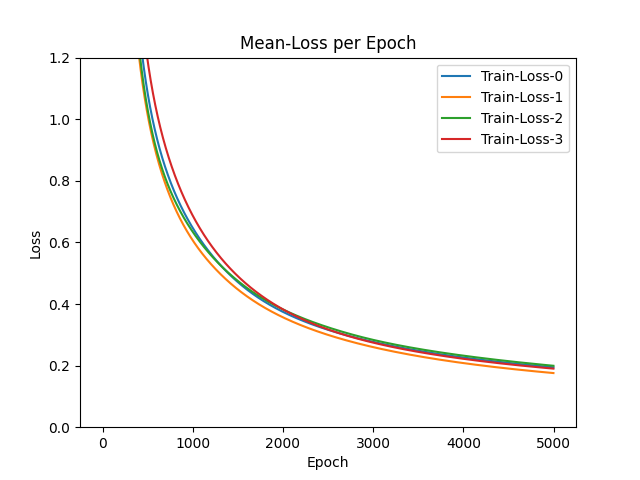 Mean-Loss per Epoch
1.2
1.0
0.8
0.6
0.4
0.2
0.0
Loss
Train-Loss-0
Train-Loss-1
Train-Loss-2
Train-Loss-3
0 1000 2000 3000 4000 5000
Epoch